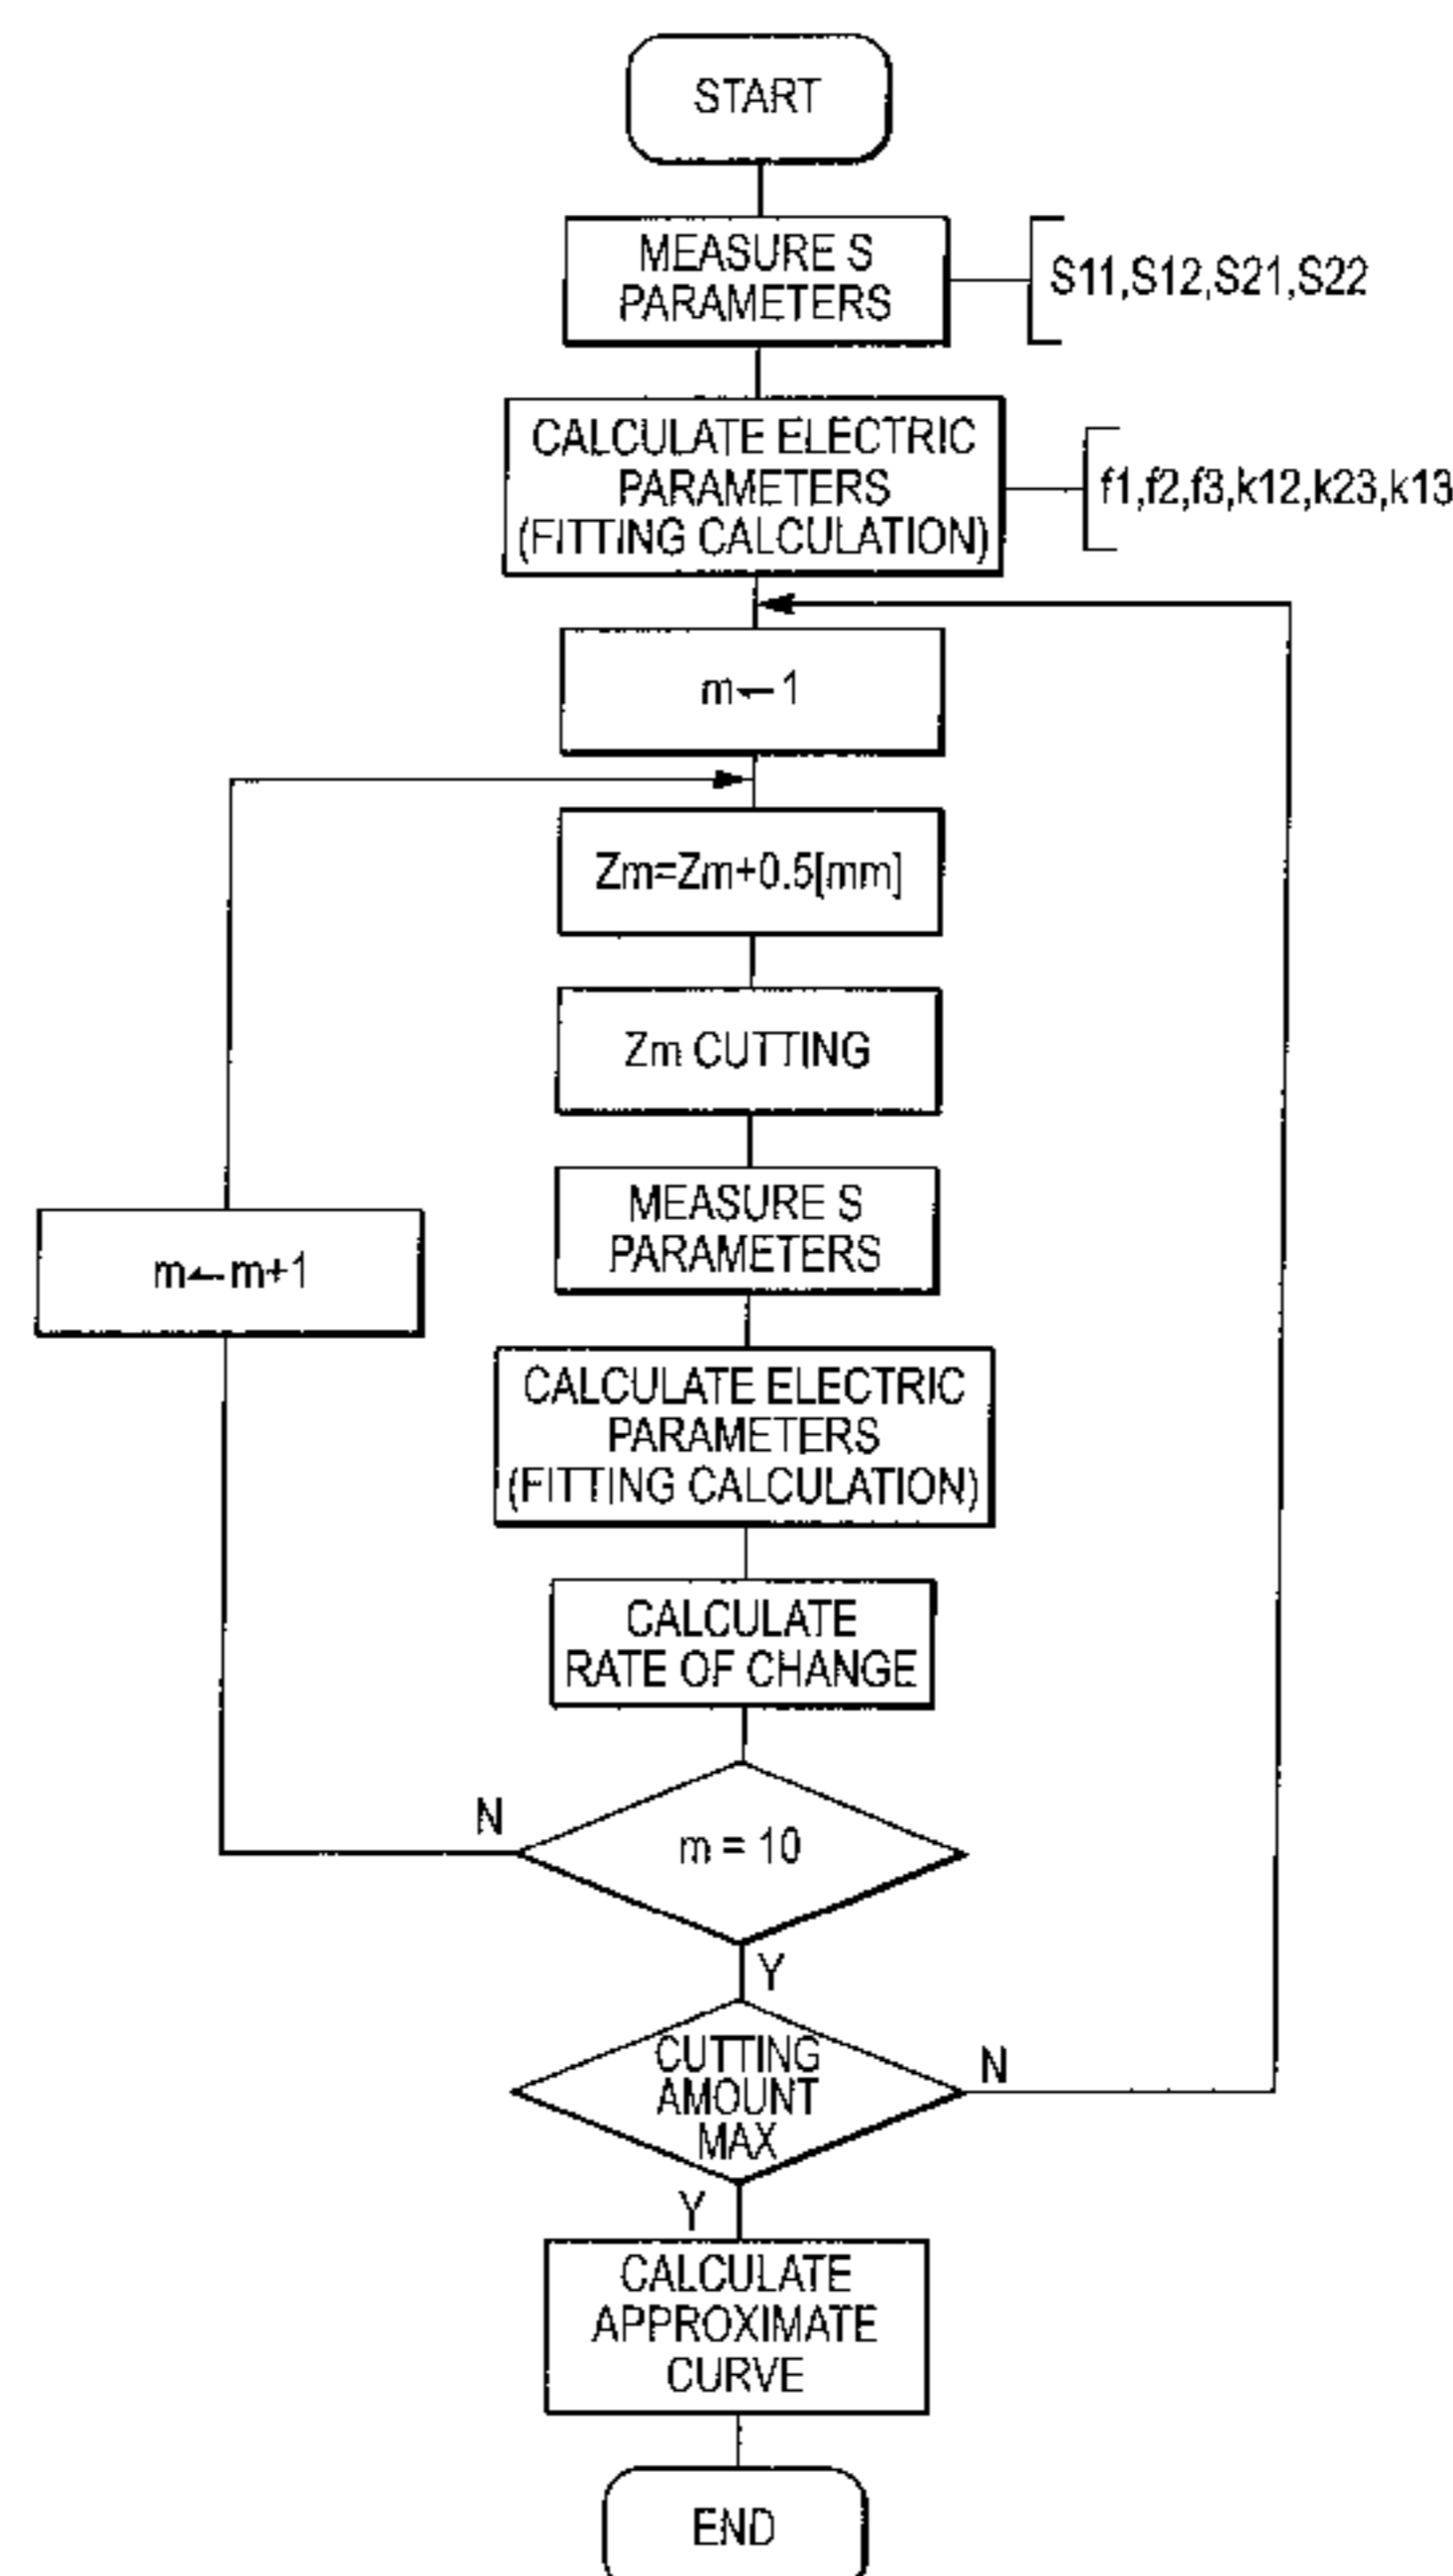 START
MEASURE S
PARAMETERS
S11,S12,S21,S22
CALCULATE ELECTRIC
PARAMETERS
(FITTING CALCULATION)
f1,f2,f3,k12,k23,k13
m←1
Zm=Zm+0.5[mm]
Zm CUTTING
MEASURE S
PARAMETERS
m←m+1
CALCULATE ELECTRIC
PARAMETERS
(FITTING CALCULATION)
CALCULATE
RATE OF CHANGE
N
m = 10
Y
CUTTING
AMOUNT
MAX
N
Y
CALCULATE
APPROXIMATE
CURVE
END